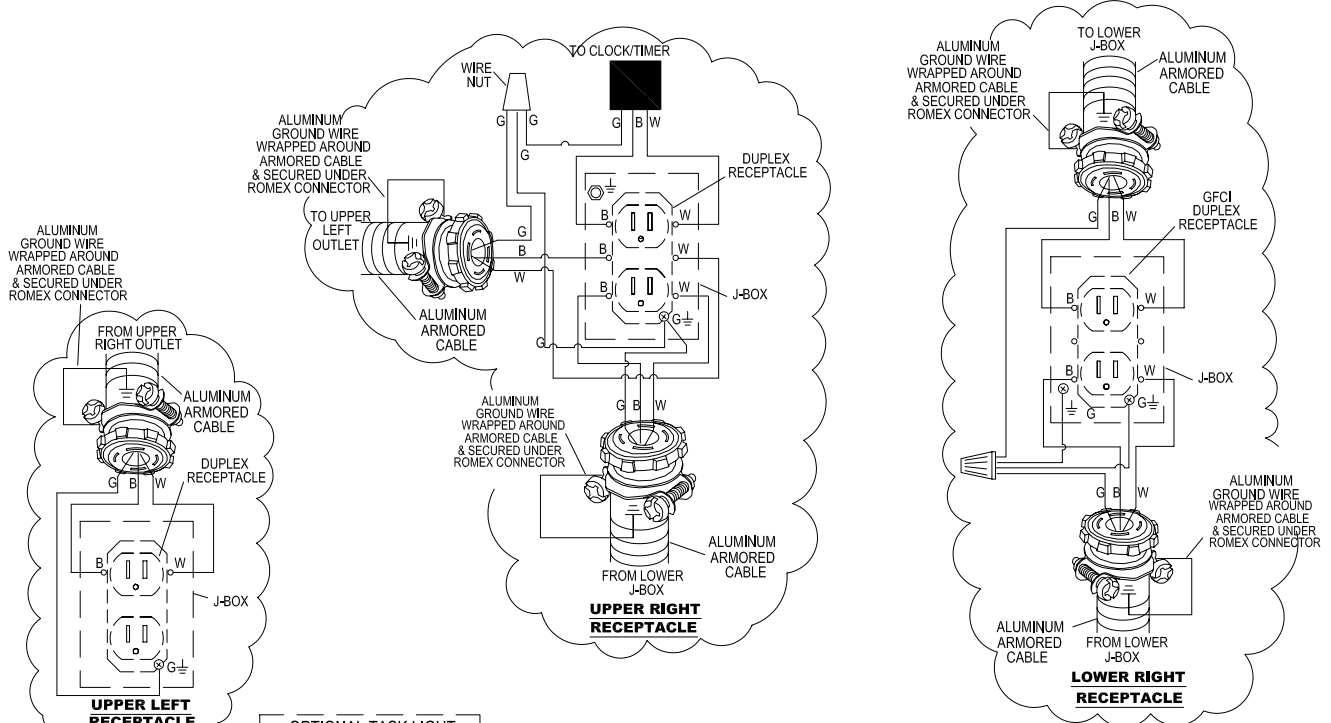 ALUMINUM
GROUND WIRE
WRAPPED AROUND
ARMORED CABLE
& SECURED UNDER
ROMEX CONNECTOR
FROM UPPER
RIGHT OUTLET
ALUMINUM
ARMORED
CABLE
DUPLEX
RECEPTACLE
G B W
B W
J-BOX
G
UPPER LEFT
RECEPTACLE
OPTIONAL TASK LIGHT
TO CLOCK/TIMER
WIRE
NUT
G G
G
G B W
ALUMINUM
GROUND WIRE
WRAPPED AROUND
ARMORED CABLE
& SECURED UNDER
ROMEX CONNECTOR
TO UPPER
LEFT
OUTLET
DUPLEX
RECEPTACLE
B W
G
B
W
B W
B W
J-BOX
G
G
ALUMINUM
ARMORED
CABLE
ALUMINUM
GROUND WIRE
WRAPPED AROUND
ARMORED CABLE
& SECURED UNDER
ROMEX CONNECTOR
G B W
ALUMINUM
ARMORED
CABLE
FROM LOWER
J-BOX
UPPER RIGHT
RECEPTACLE
TO LOWER
J-BOX
ALUMINUM
GROUND WIRE
WRAPPED AROUND
ARMORED CABLE
& SECURED UNDER
ROMEX CONNECTOR
ALUMINUM
ARMORED
CABLE
G B W
GFCI
DUPLEX
RECEPTACLE
B W
B W
J-BOX
G G
G B W
ALUMINUM
GROUND WIRE
WRAPPED AROUND
ARMORED CABLE
& SECURED UNDER
ROMEX CONNECTOR
ALUMINUM
ARMORED
CABLE
FROM LOWER
J-BOX
LOWER RIGHT
RECEPTACLE